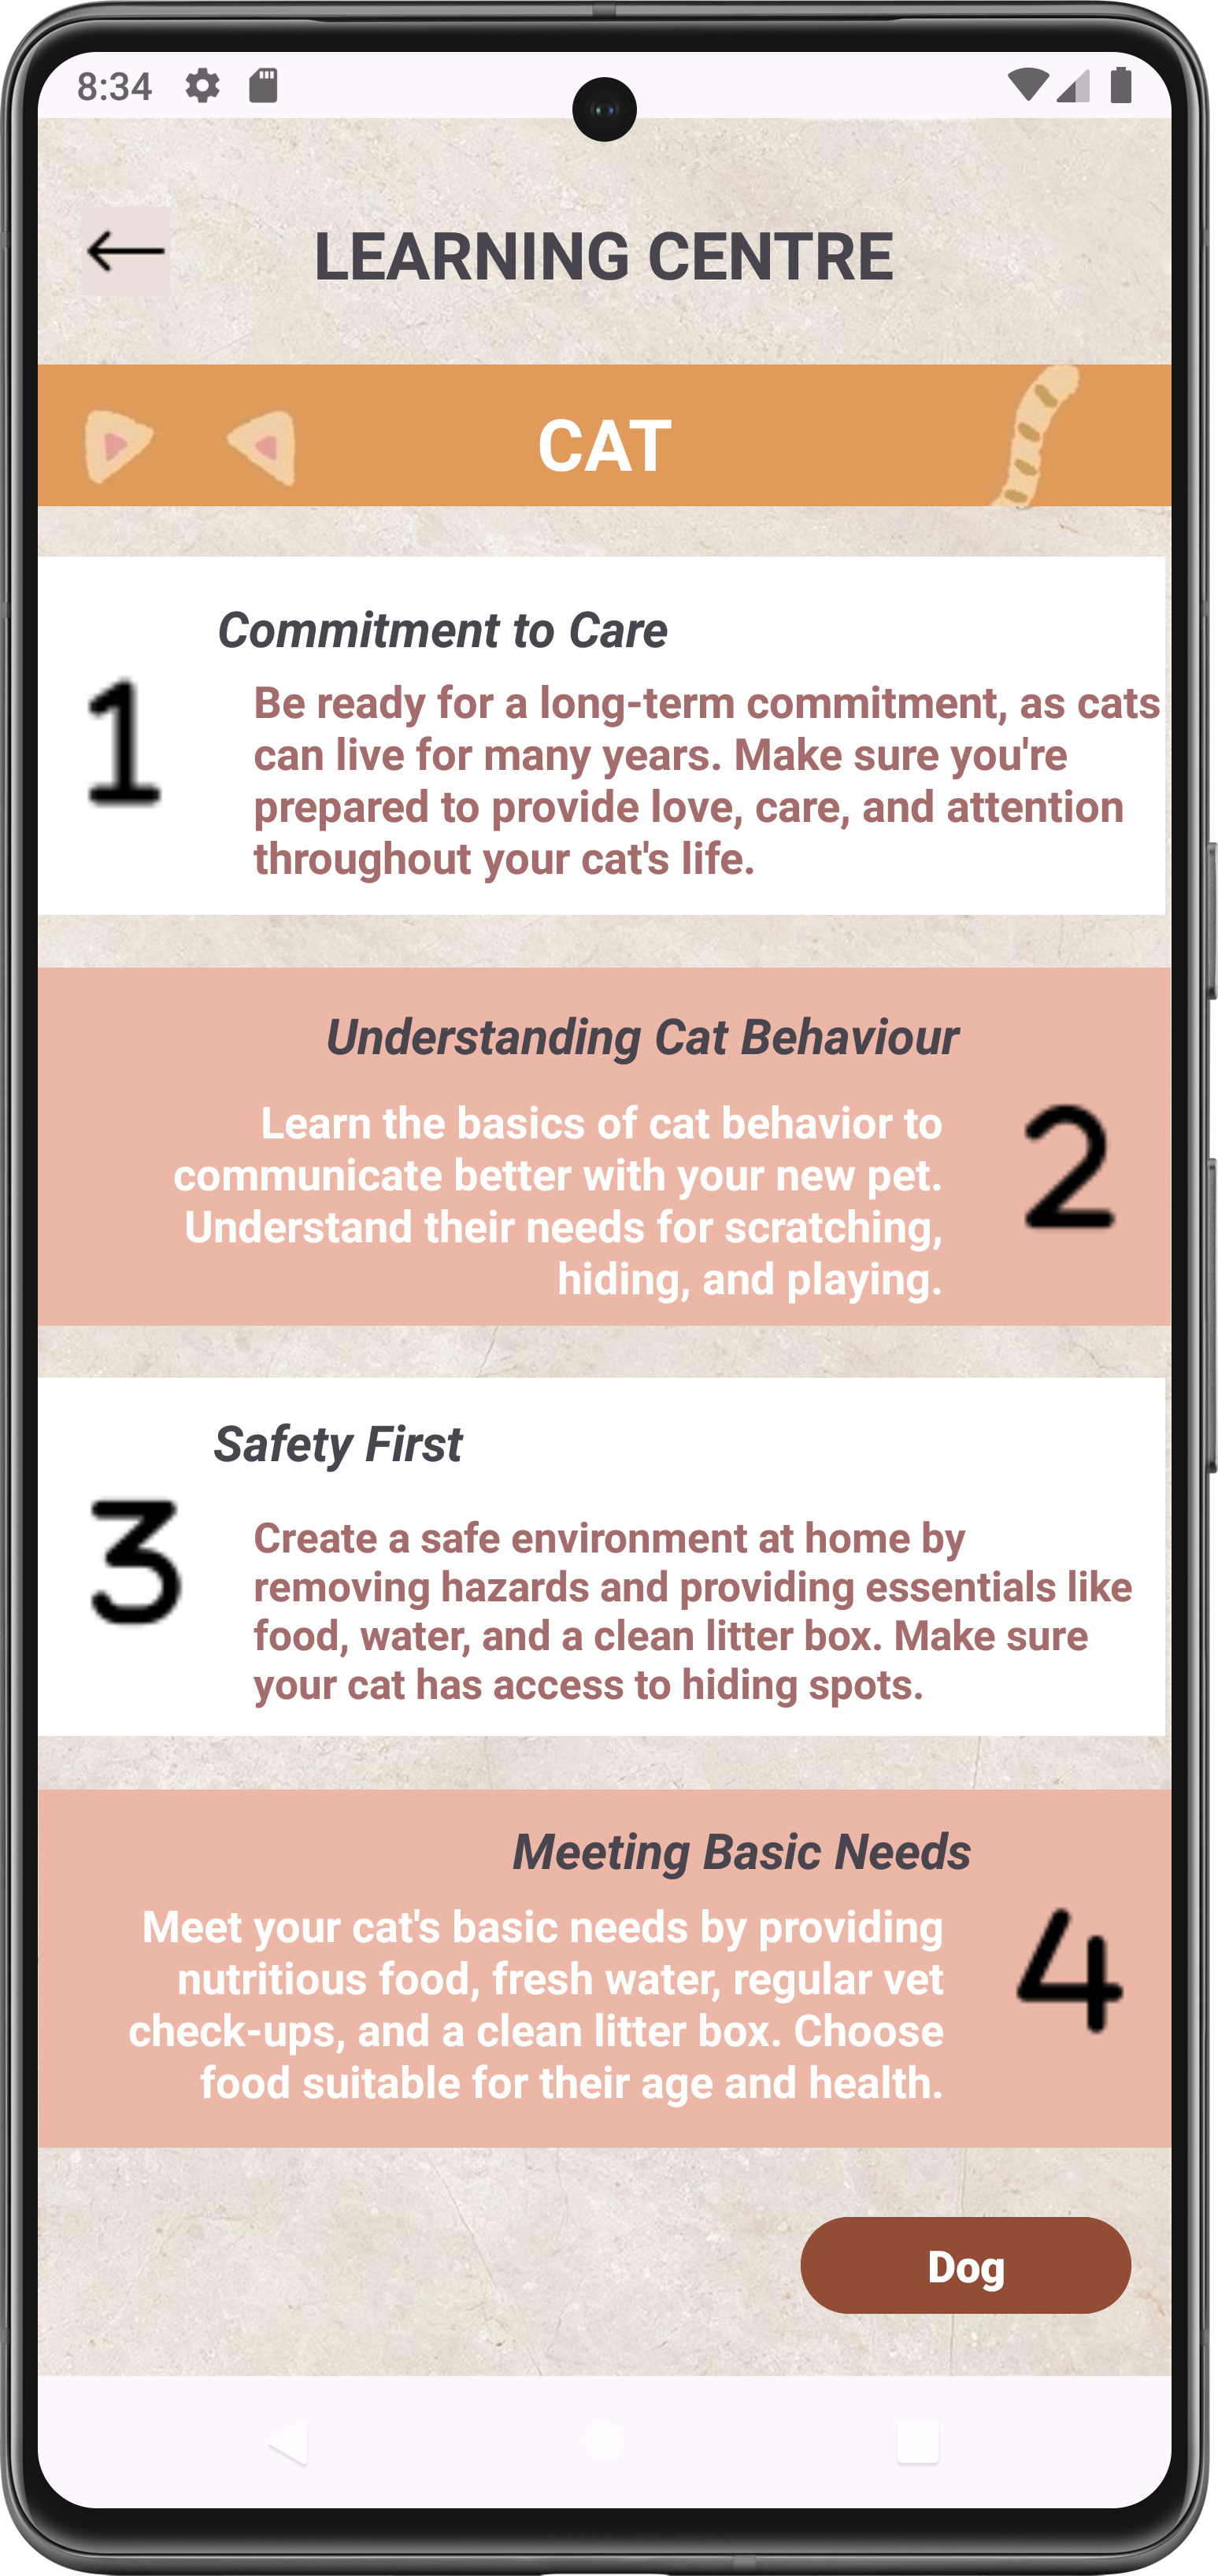 8:34
LEARNING CENTRE
CAT
Commitment to Care
1
Be ready for a long-term commitment, as cats
can live for many years. Make sure you're
prepared to provide love, care, and attention
throughout your cat's life.
Understanding Cat Behaviour
Learn the basics of cat behavior to
communicate better with your new pet.
Understand their needs for scratching,
hiding, and playing.
2
Safety First
3
Create a safe environment at home by
removing hazards and providing essentials like
food, water, and a clean litter box. Make sure
your cat has access to hiding spots.
Meeting Basic Needs
Meet your cat's basic needs by providing
nutritious food, fresh water, regular vet
check-ups, and a clean litter box. Choose
food suitable for their age and health.
4
Dog